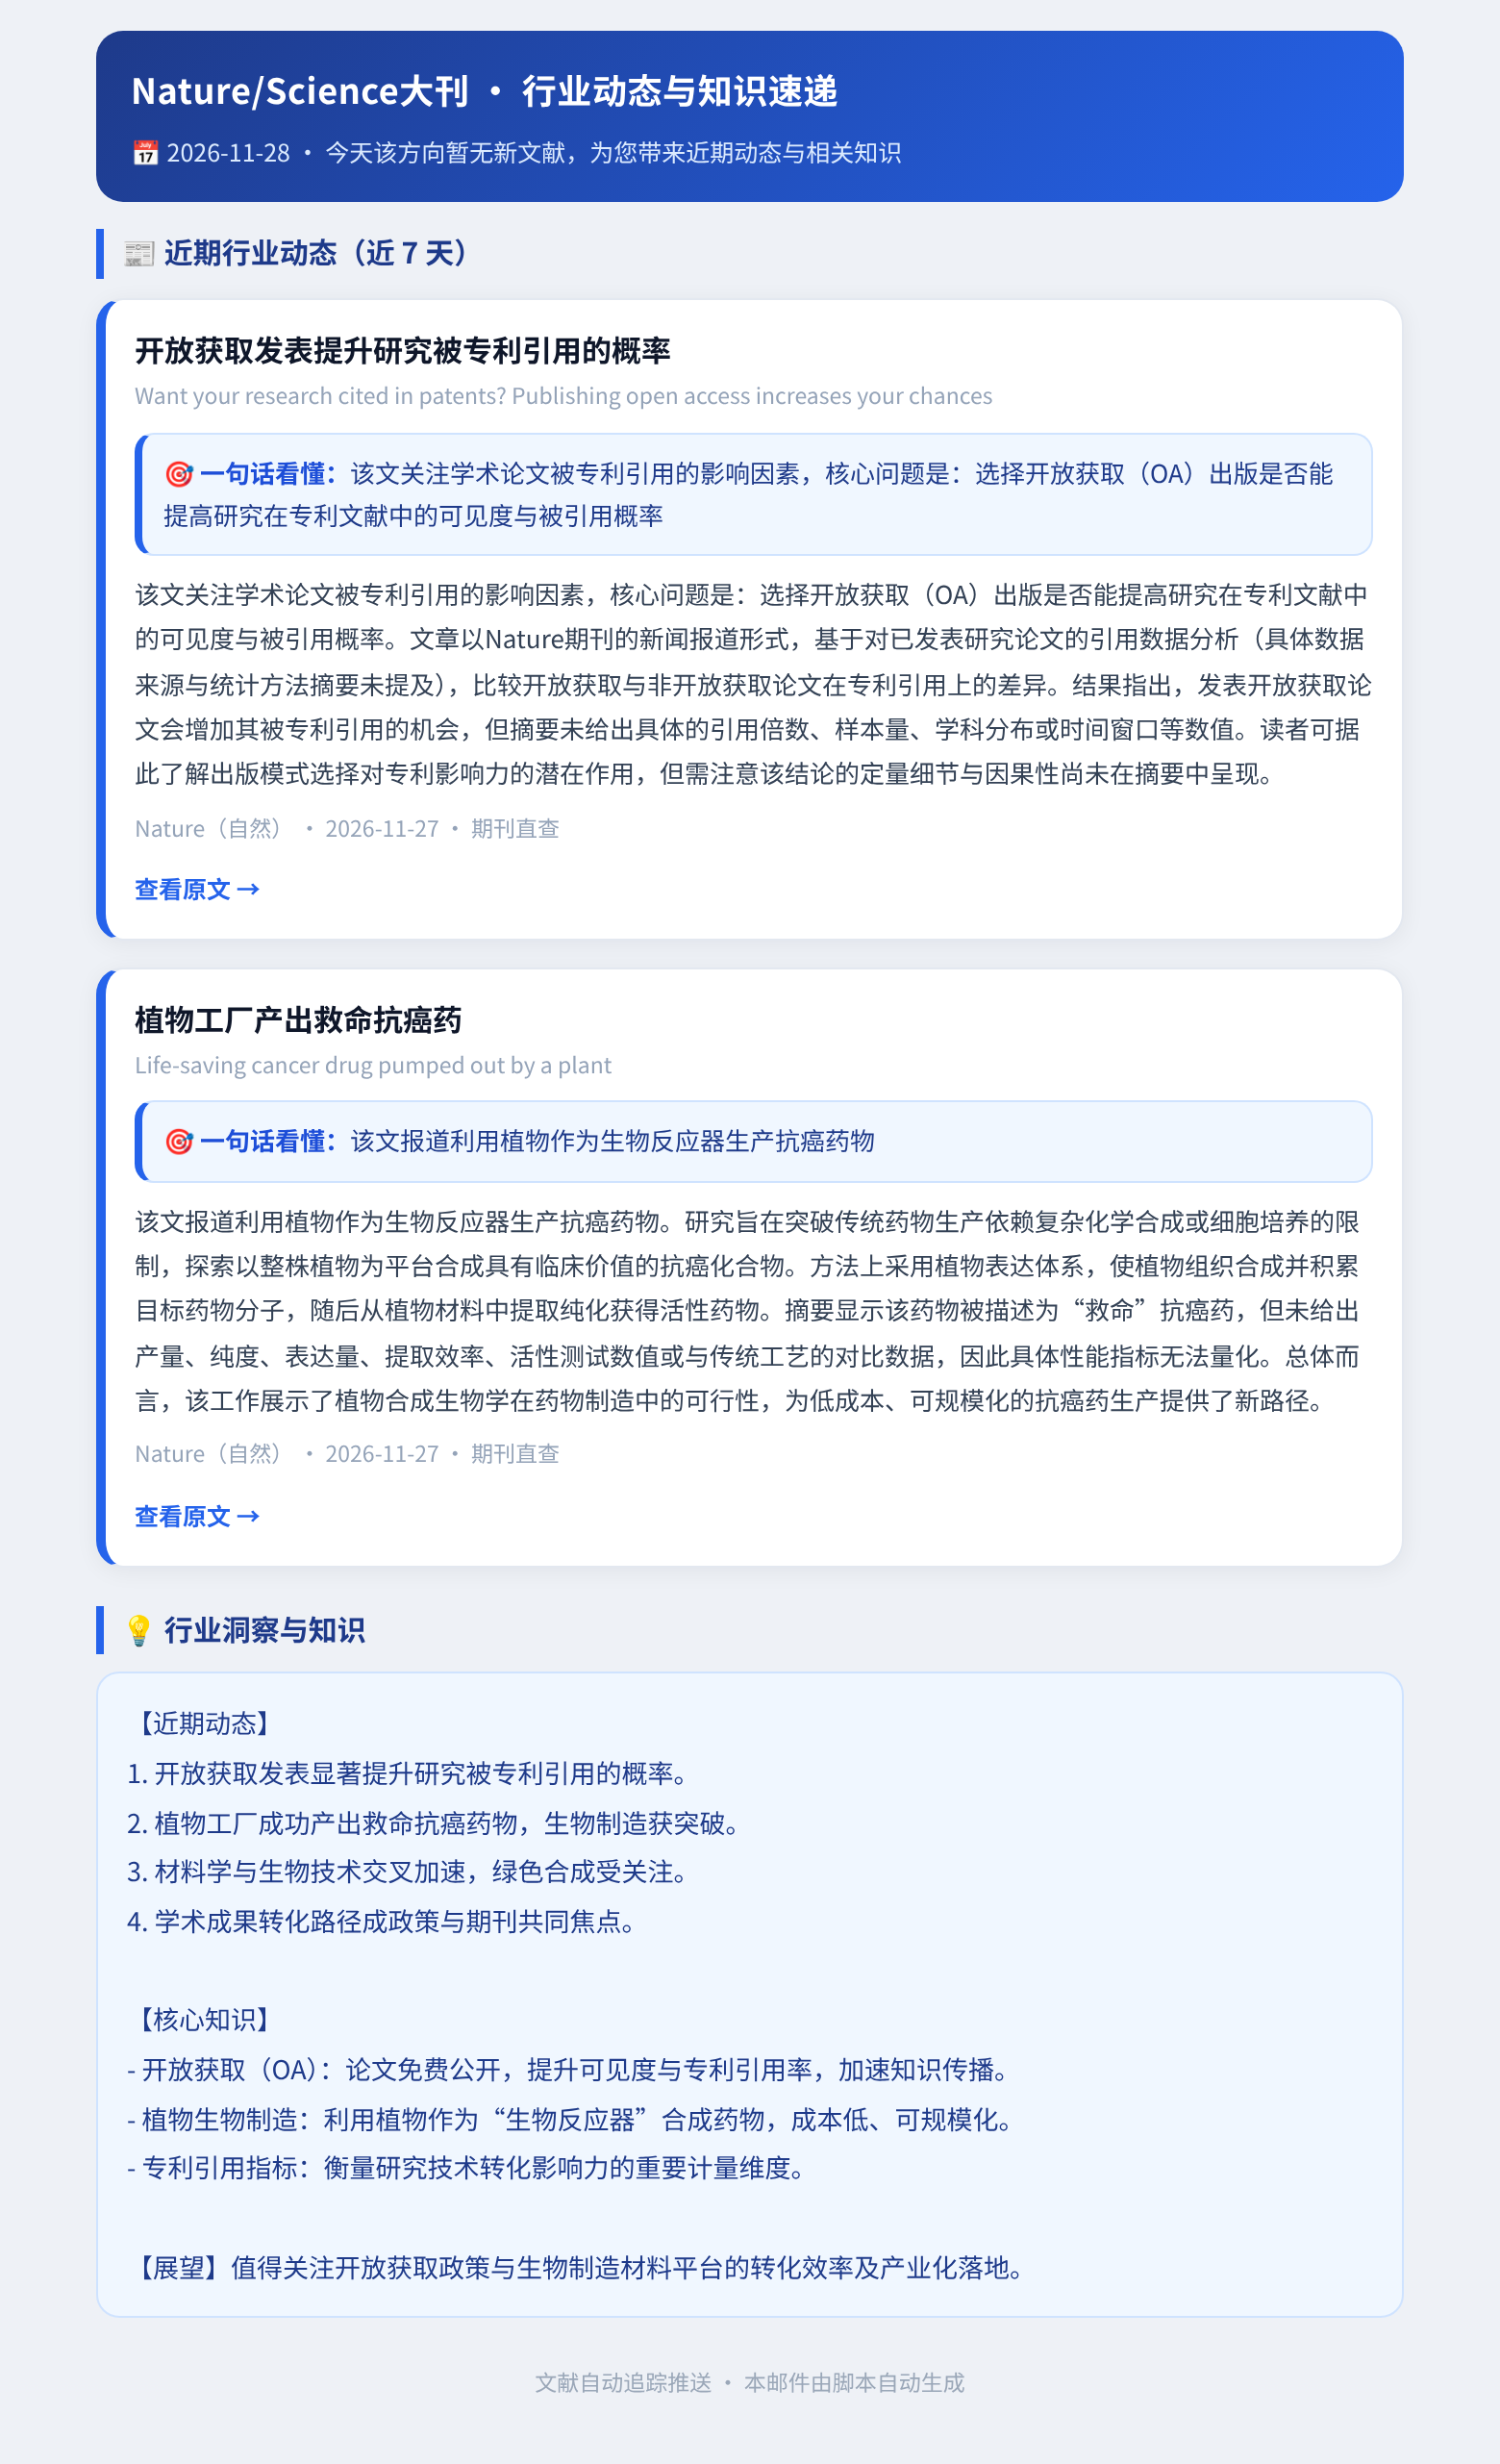 Nature/Science大刊 · 行业动态与知识速递
📅 2026-11-28 · 今天该方向暂无新文献，为您带来近期动态与相关知识
📰 近期行业动态（近 7 天）
开放获取发表提升研究被专利引用的概率
Want your research cited in patents? Publishing open access increases your chances
🎯 一句话看懂：该文关注学术论文被专利引用的影响因素，核心问题是：选择开放获取（OA）出版是否能
提高研究在专利文献中的可见度与被引用概率
该文关注学术论文被专利引用的影响因素，核心问题是：选择开放获取（OA）出版是否能提高研究在专利文献中
的可见度与被引用概率。文章以Nature期刊的新闻报道形式，基于对已发表研究论文的引用数据分析（具体数据
来源与统计方法摘要未提及），比较开放获取与非开放获取论文在专利引用上的差异。结果指出，发表开放获取论
文会增加其被专利引用的机会，但摘要未给出具体的引用倍数、样本量、学科分布或时间窗口等数值。读者可据
此了解出版模式选择对专利影响力的潜在作用，但需注意该结论的定量细节与因果性尚未在摘要中呈现。
Nature（自然） · 2026-11-27 · 期刊直查
查看原文 →
植物工厂产出救命抗癌药
Life-saving cancer drug pumped out by a plant
🎯 一句话看懂：该文报道利用植物作为生物反应器生产抗癌药物
该文报道利用植物作为生物反应器生产抗癌药物。研究旨在突破传统药物生产依赖复杂化学合成或细胞培养的限
制，探索以整株植物为平台合成具有临床价值的抗癌化合物。方法上采用植物表达体系，使植物组织合成并积累
目标药物分子，随后从植物材料中提取纯化获得活性药物。摘要显示该药物被描述为“救命”抗癌药，但未给出
产量、纯度、表达量、提取效率、活性测试数值或与传统工艺的对比数据，因此具体性能指标无法量化。总体而
言，该工作展示了植物合成生物学在药物制造中的可行性，为低成本、可规模化的抗癌药生产提供了新路径。
Nature（自然） · 2026-11-27 · 期刊直查
查看原文 →
💡 行业洞察与知识
【近期动态】
1. 开放获取发表显著提升研究被专利引用的概率。
2. 植物工厂成功产出救命抗癌药物，生物制造获突破。
3. 材料学与生物技术交叉加速，绿色合成受关注。
4. 学术成果转化路径成政策与期刊共同焦点。
【核心知识】
- 开放获取（OA）：论文免费公开，提升可见度与专利引用率，加速知识传播。
- 植物生物制造：利用植物作为“生物反应器”合成药物，成本低、可规模化。
- 专利引用指标：衡量研究技术转化影响力的重要计量维度。
【展望】值得关注开放获取政策与生物制造材料平台的转化效率及产业化落地。
文献自动追踪推送 · 本邮件由脚本自动生成